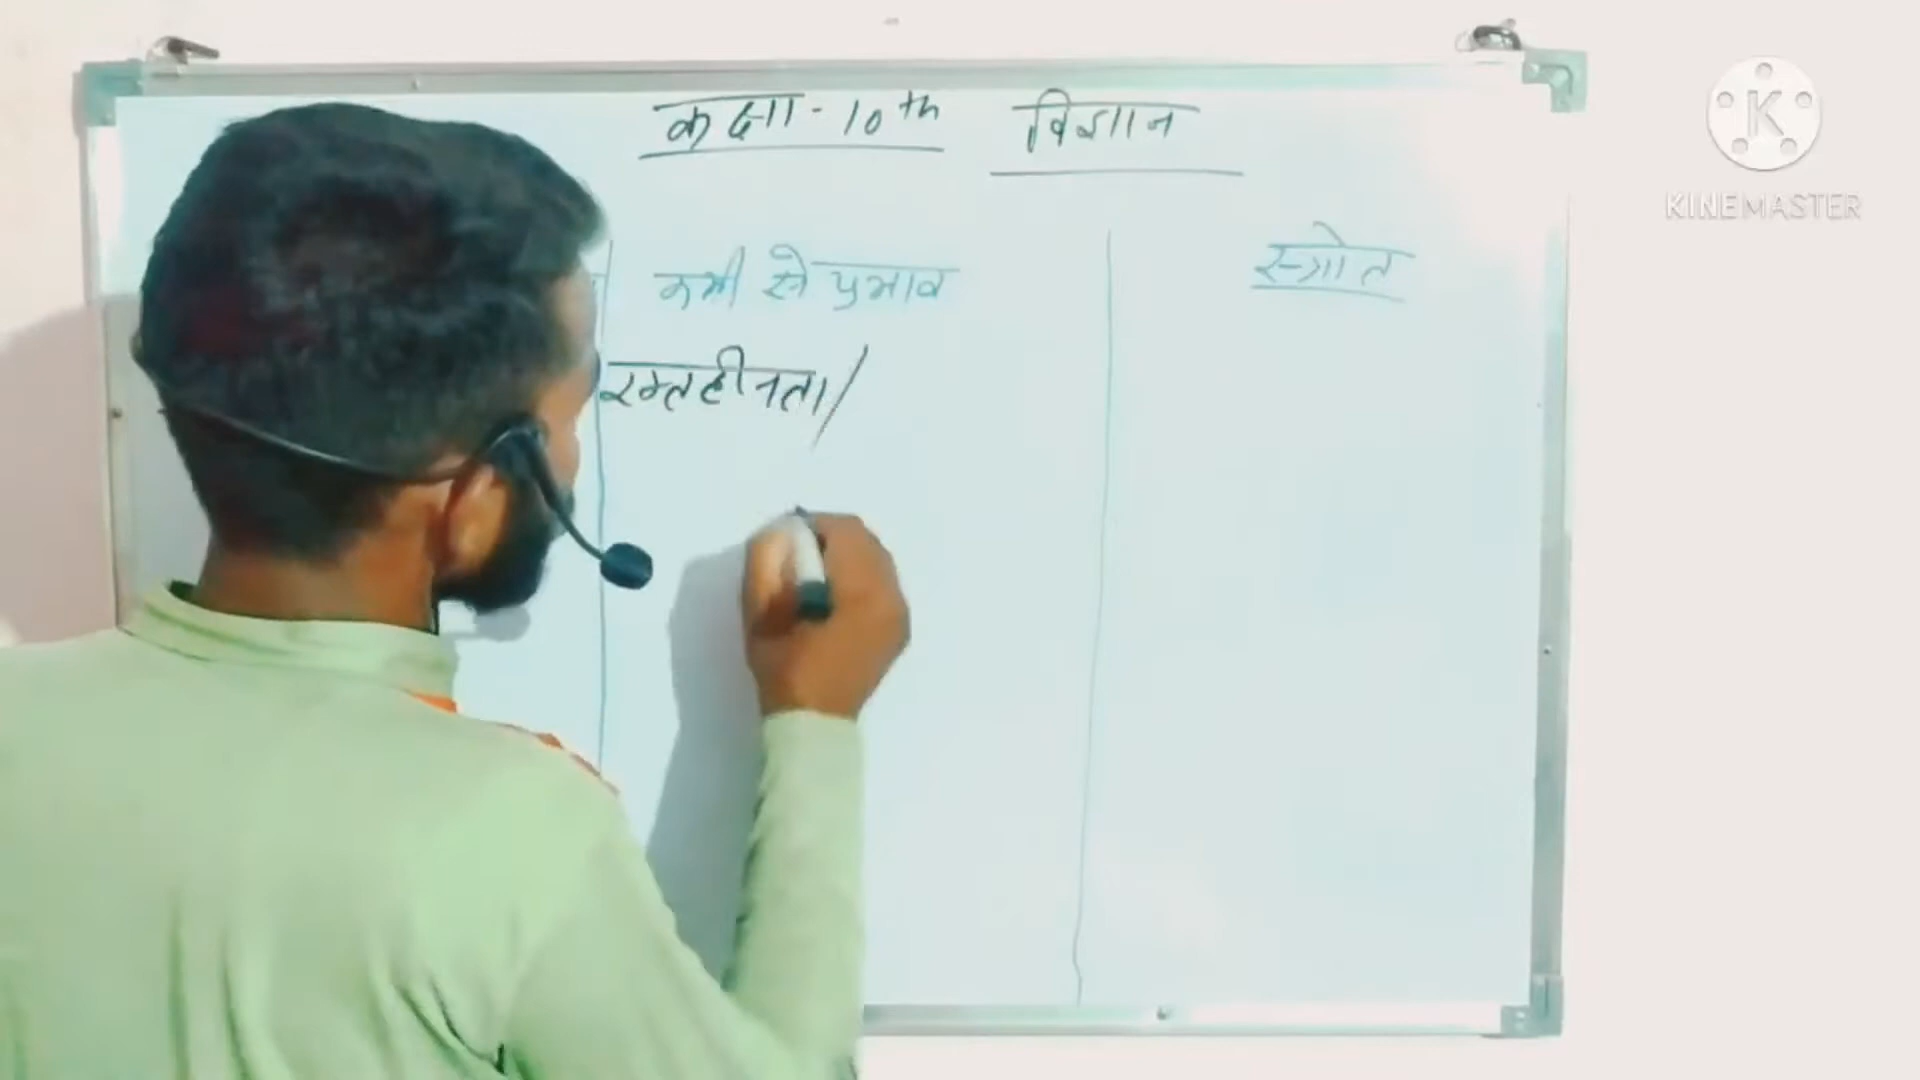 कक्षा - 10th विज्ञान
कमी से प्रभाव
स्त्रोत
रक्तहीनता /
K
KINEMASTER